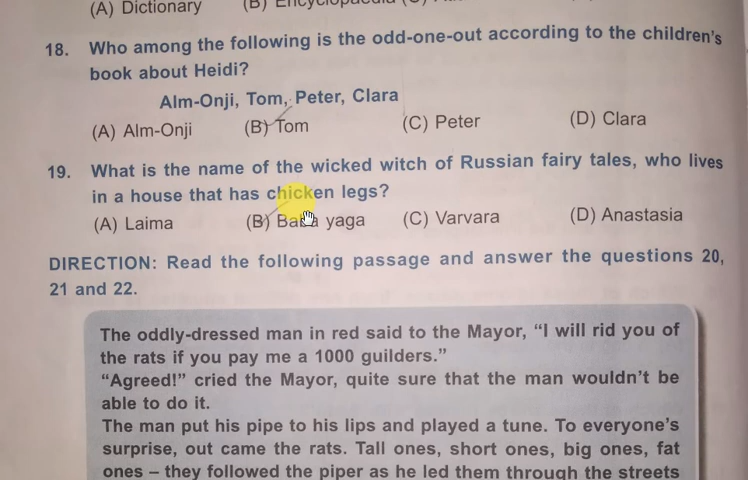 (A) Dictionary (B) Encyclopaedia
18. Who among the following is the odd-one-out according to the children's
book about Heidi?
Alm-Onji, Tom, Peter, Clara
(A) Alm-Onji (B) Tom (C) Peter (D) Clara
19. What is the name of the wicked witch of Russian fairy tales, who lives
in a house that has chicken legs?
(A) Laima (B) Baba yaga (C) Varvara (D) Anastasia
DIRECTION: Read the following passage and answer the questions 20,
21 and 22.
The oddly-dressed man in red said to the Mayor, “I will rid you of
the rats if you pay me a 1000 guilders.”
“Agreed!” cried the Mayor, quite sure that the man wouldn't be
able to do it.
The man put his pipe to his lips and played a tune. To everyone's
surprise, out came the rats. Tall ones, short ones, big ones, fat
ones – they followed the piper as he led them through the streets